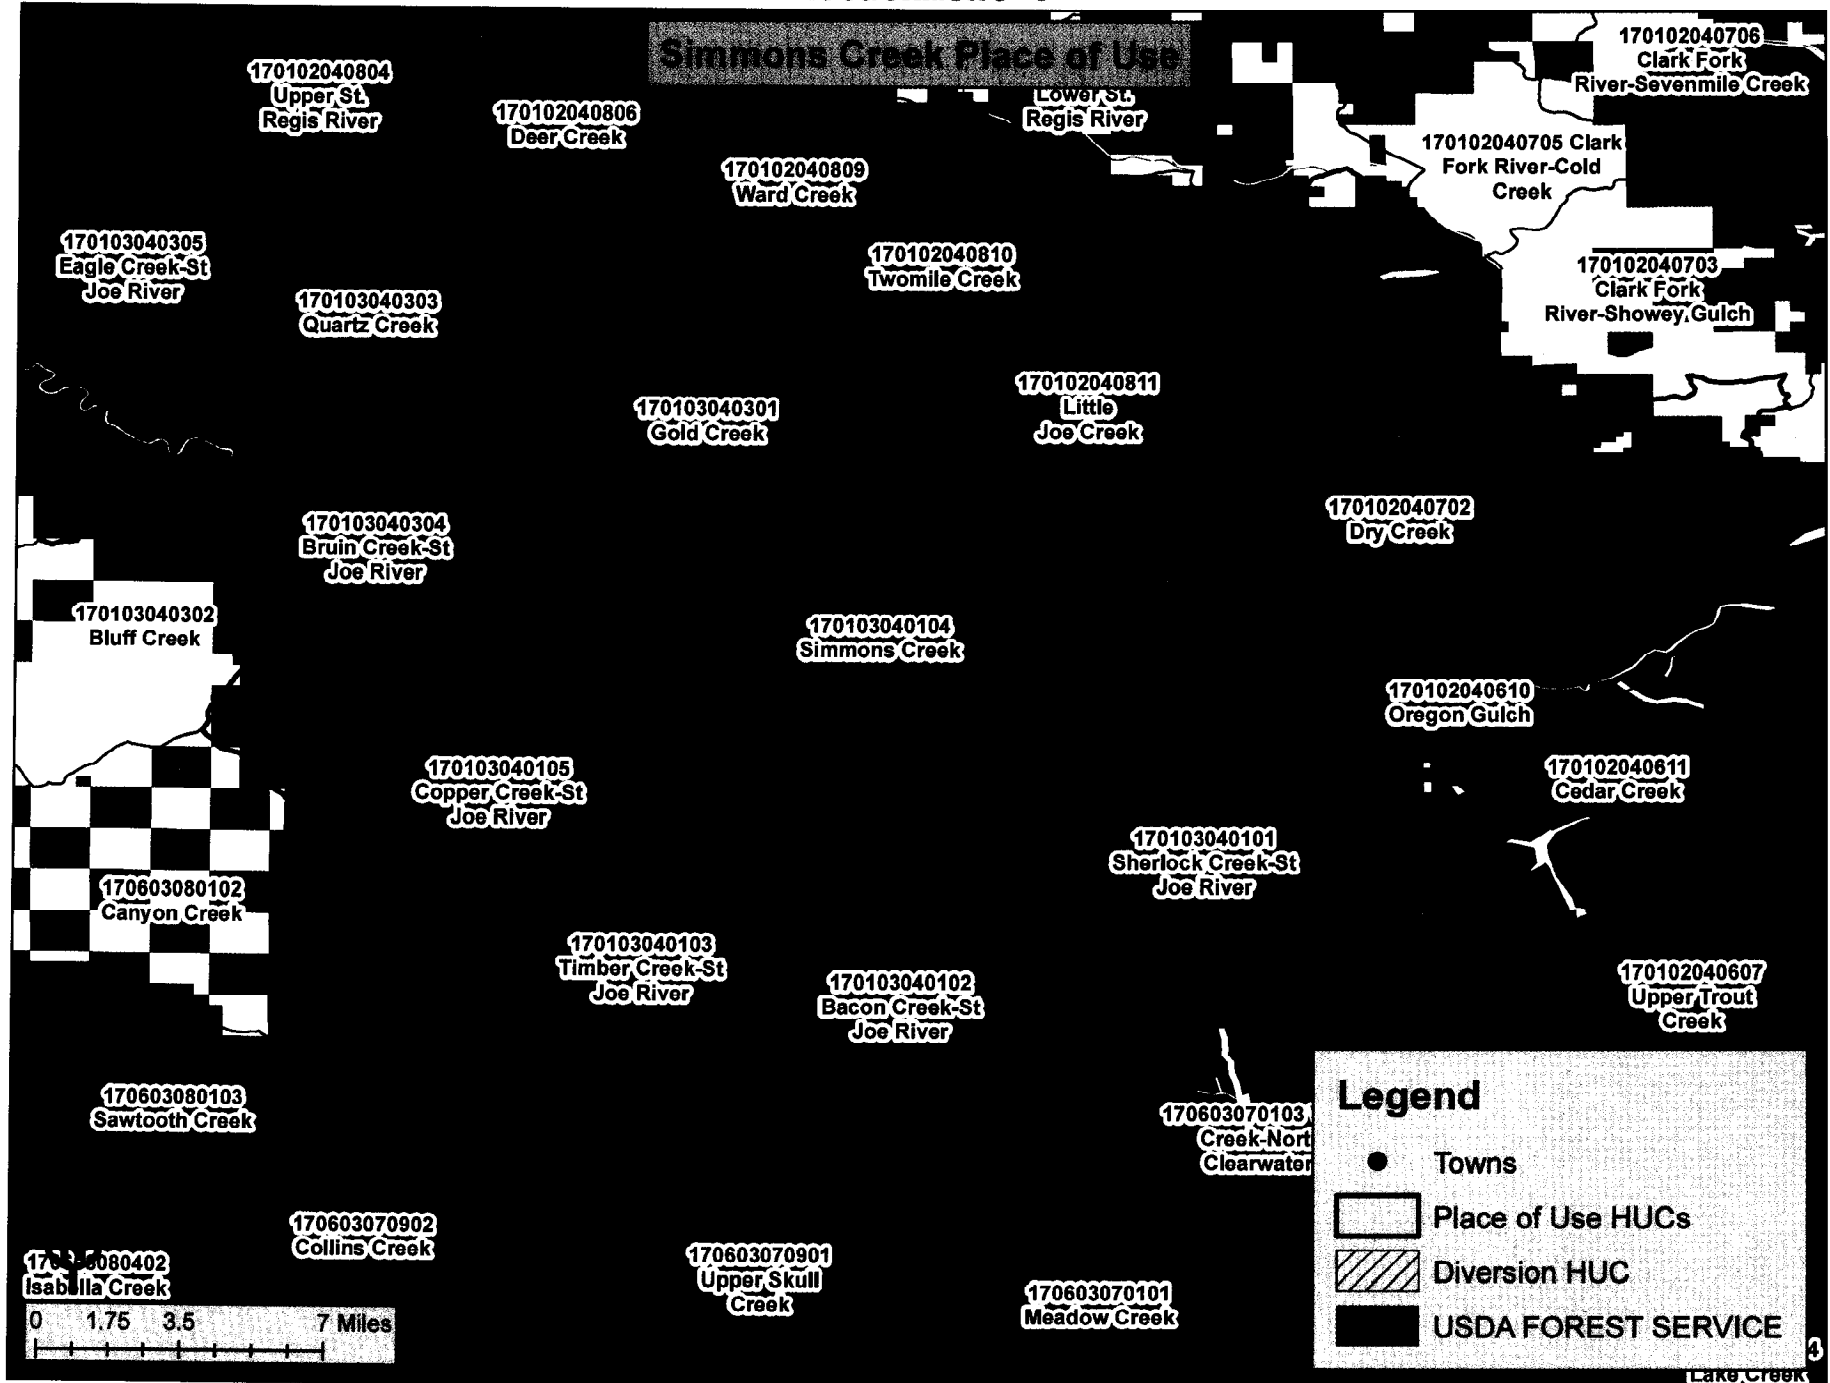 Simmons Creek Place of Use
170102040706
Clark Fork
River-Sevenmile Creek
170102040804
Upper St.
Regis River
170102040806
Deer Creek
Lower St.
Regis River
170102040705 Clark
Fork River-Cold
Creek
170102040809
Ward Creek
170103040305
Eagle Creek-St
Joe River
170102040810
Twomile Creek
170102040703
Clark Fork
River-Showey Gulch
170103040303
Quartz Creek
170102040811
Little
Joe Creek
170103040301
Gold Creek
170102040702
Dry Creek
170103040304
Bruin Creek-St
Joe River
170103040302
Bluff Creek
170103040104
Simmons Creek
170102040610
Oregon Gulch
170103040105
Copper Creek-St
Joe River
170102040611
Cedar Creek
170103040101
Sherlock Creek-St
Joe River
170603080102
Canyon Creek
170103040103
Timber Creek-St
Joe River
170103040102
Bacon Creek-St
Joe River
170102040607
Upper Trout
Creek
170603080103
Sawtooth Creek
170603070103
Creek-Nort
Clearwater
170603070902
Collins Creek
080402
Isabella Creek
170603070901
Upper Skull
Creek
170603070101
Meadow Creek
0 1.75 3.5 7 Miles
Legend
Towns
Place of Use HUCs
Diversion HUC
USDA FOREST SERVICE
4
Lake Creek